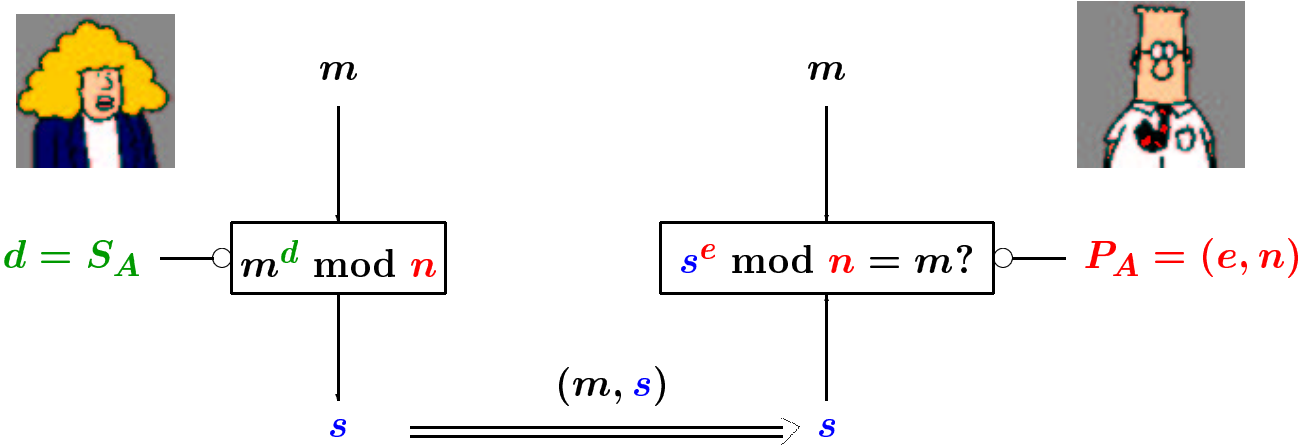 m m
d = S_A m^d mod n s^e mod n = m? P_A = (e, n)
(m, s)
s s